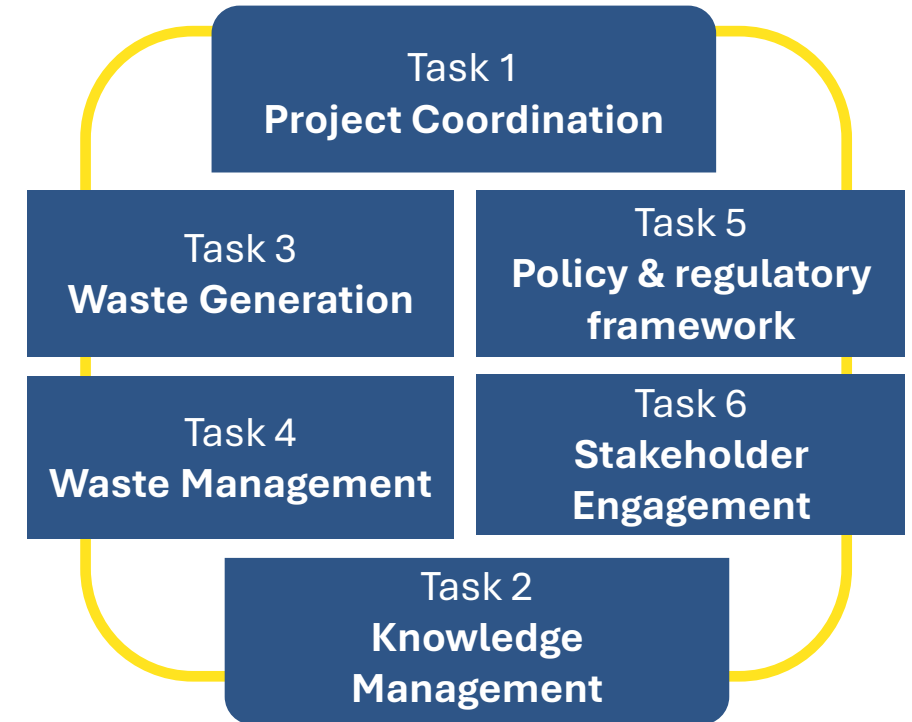 Task 1
Project Coordination
Task 3
Waste Generation
Task 5
Policy & regulatory
framework
Task 4
Waste Management
Task 6
Stakeholder
Engagement
Task 2
Knowledge
Management